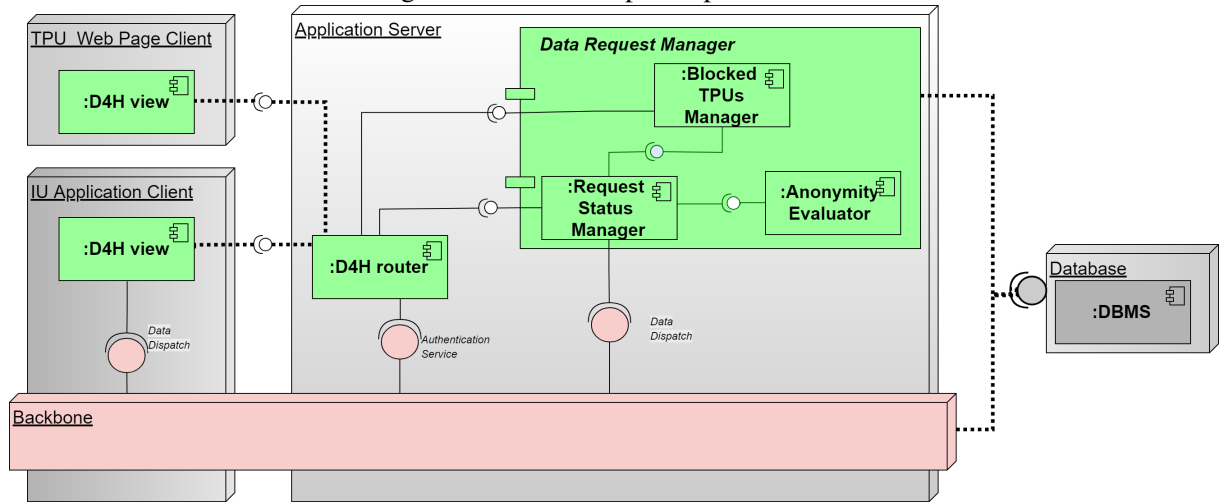 TPU Web Page Client
:D4H view
IU Application Client
:D4H view
Data
Dispatch
Application Server
Data Request Manager
:Blocked
TPUs
Manager
:Request
Status
Manager
:Anonymity
Evaluator
:D4H router
Authentication
Service
Data
Dispatch
Database
:DBMS
Backbone